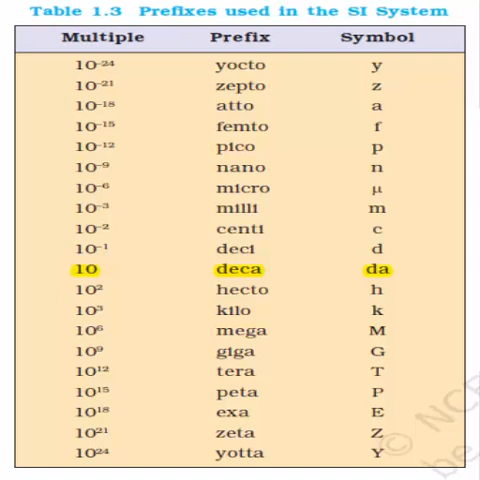 Table 1.3 Prefixes used in the SI System
Multiple Prefix Symbol
10⁻²⁴ yocto y
10⁻²¹ zepto z
10⁻¹⁸ atto a
10⁻¹⁵ femto f
10⁻¹² pico p
10⁻⁹ nano n
10⁻⁶ micro μ
10⁻³ milli m
10⁻² centi c
10⁻¹ deci d
10 deca da
10² hecto h
10³ kilo k
10⁶ mega M
10⁹ giga G
10¹² tera T
10¹⁵ peta P
10¹⁸ exa E
10²¹ zeta Z
10²⁴ yotta Y
© NCE
be